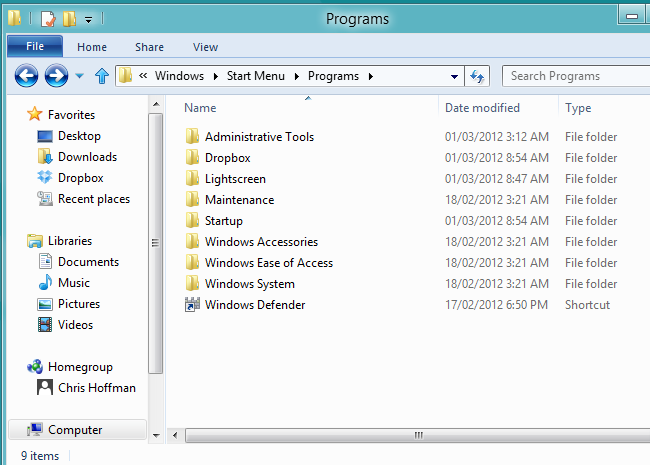 Programs
File Home Share View
« Windows Start Menu Programs Search Programs
Name Date modified Type
Favorites
Desktop
Downloads
Dropbox
Recent places
Libraries
Documents
Music
Pictures
Videos
Homegroup
Chris Hoffman
Computer
Administrative Tools 01/03/2012 3:12 AM File folder
Dropbox 01/03/2012 8:54 AM File folder
Lightscreen 01/03/2012 8:47 AM File folder
Maintenance 18/02/2012 3:21 AM File folder
Startup 01/03/2012 8:54 AM File folder
Windows Accessories 18/02/2012 3:21 AM File folder
Windows Ease of Access 18/02/2012 3:21 AM File folder
Windows System 18/02/2012 3:21 AM File folder
Windows Defender 17/02/2012 6:50 PM Shortcut
9 items